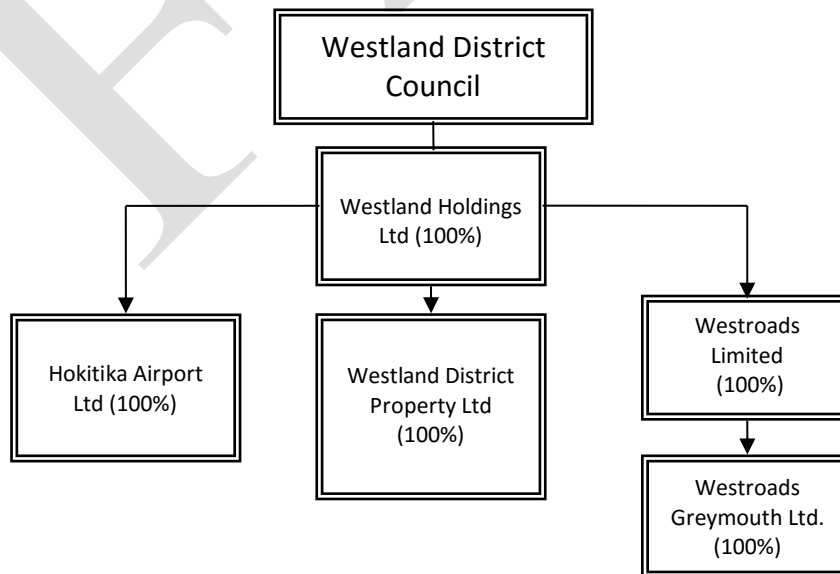 Westland District
Council
Westland Holdings
Ltd (100%)
Hokitika Airport
Ltd (100%)
Westland District
Property Ltd
(100%)
Westroads
Limited
(100%)
Westroads
Greymouth Ltd.
(100%)